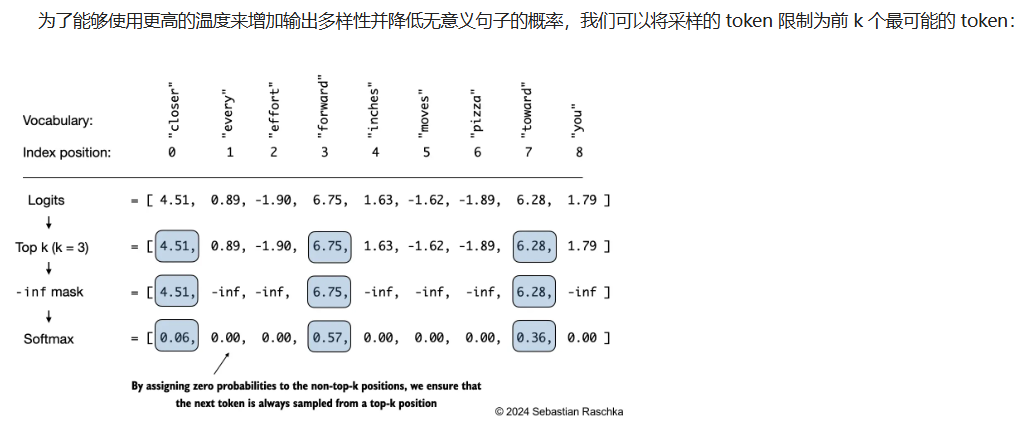 为了能够使用更高的温度来增加输出多样性并降低无意义句子的概率，我们可以将采样的 token 限制为前 k 个最可能的 token：
Vocabulary: "closer" "every" "effort" "forward" "inches" "moves" "pizza" "toward" "you"
Index position: 0 1 2 3 4 5 6 7 8
Logits = [ 4.51, 0.89, -1.90, 6.75, 1.63, -1.62, -1.89, 6.28, 1.79 ]
Top k (k = 3) = [ 4.51, 0.89, -1.90, 6.75, 1.63, -1.62, -1.89, 6.28, 1.79 ]
-inf mask = [ 4.51, -inf, -inf, 6.75, -inf, -inf, -inf, 6.28, -inf ]
Softmax = [ 0.06, 0.00, 0.00, 0.57, 0.00, 0.00, 0.00, 0.36, 0.00 ]
By assigning zero probabilities to the non-top-k positions, we ensure that
the next token is always sampled from a top-k position
© 2024 Sebastian Raschka